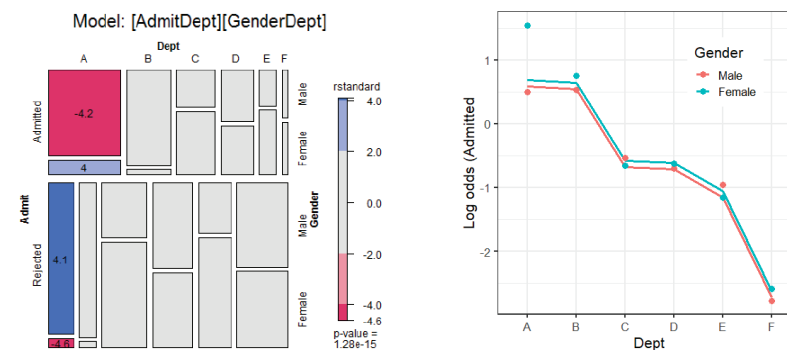 Model: [AdmitDept][GenderDept]
Dept
A B C D E F
Admit
Admitted
Rejected
Male
Female
Male
Female
Gender
-4.2
4
4.1
-4.6
rstandard
4.0
2.0
0.0
-2.0
-4.0
-4.6
p-value =
1.28e-15
Log odds (Admitted
1
0
-1
-2
Gender
Male
Female
A B C D E F
Dept